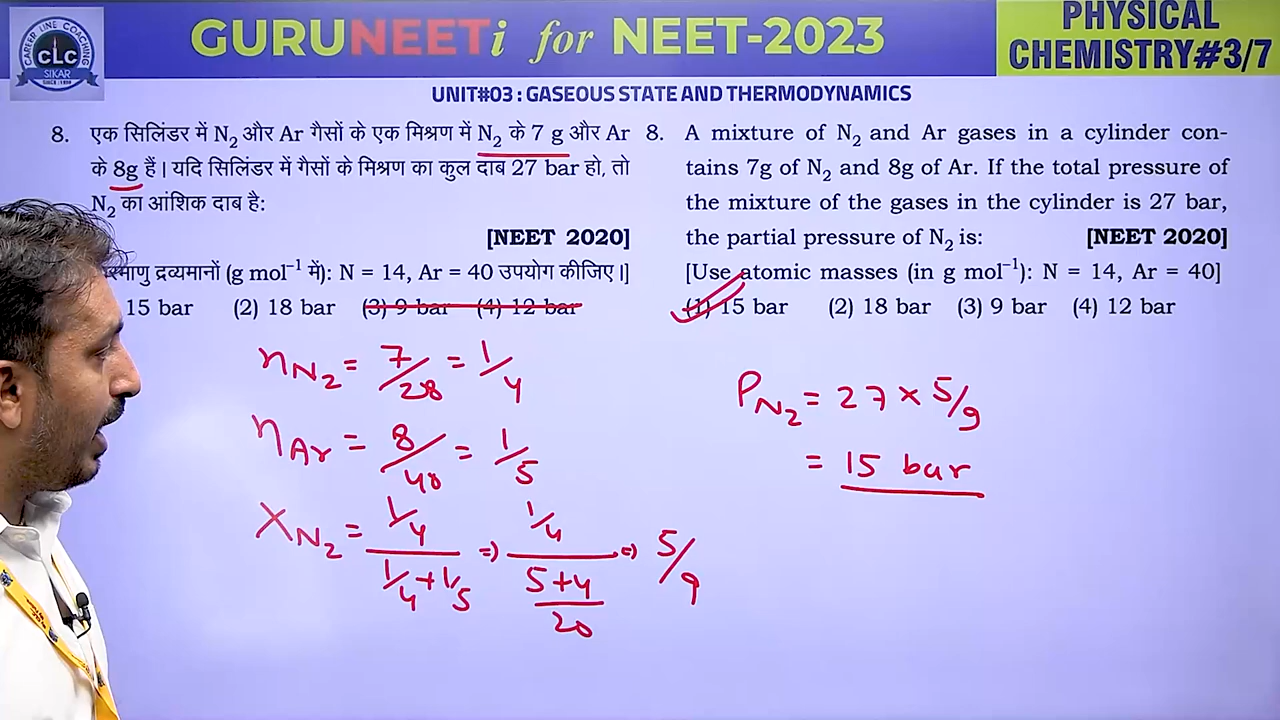 CAREER LINE COACHING
CLC
SIKAR
SINCE : 1996
GURUNEETi for NEET-2023
PHYSICAL
CHEMISTRY#3/7
UNIT#03 : GASEOUS STATE AND THERMODYNAMICS
8. एक सिलिंडर में N₂ और Ar गैसों के एक मिश्रण में N₂ के 7 g और Ar
के 8g हैं। यदि सिलिंडर में गैसों के मिश्रण का कुल दाब 27 bar हो, तो
N₂ का आंशिक दाब है:
[NEET 2020]
द्रव्यमानों (g mol⁻¹ में): N = 14, Ar = 40 उपयोग कीजिए।]
15 bar (2) 18 bar (3) 9 bar (4) 12 bar
8. A mixture of N₂ and Ar gases in a cylinder con-
tains 7g of N₂ and 8g of Ar. If the total pressure of
the mixture of the gases in the cylinder is 27 bar,
the partial pressure of N₂ is: [NEET 2020]
[Use atomic masses (in g mol⁻¹): N = 14, Ar = 40]
(1) 15 bar (2) 18 bar (3) 9 bar (4) 12 bar
nN₂ = 7/28 = 1/4
nAr = 8/40 = 1/5
XN₂ = 1/4 / (1/4 + 1/5) ⇒ 1/4 / (5+4 / 20) ⇒ 5/9
PN₂ = 27 × 5/9
= 15 bar